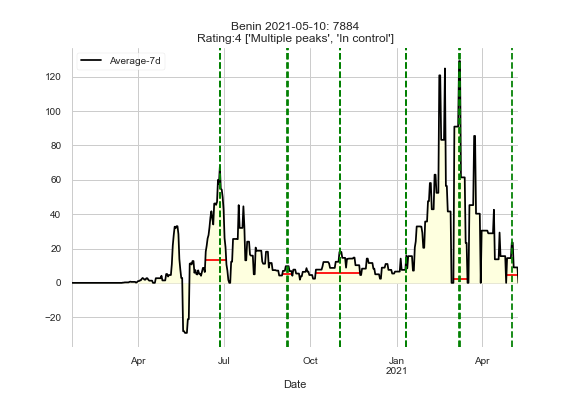 Benin 2021-05-10: 7884
Rating:4 ['Multiple peaks', 'In control']
Average-7d
120
100
80
60
40
20
0
−20
Apr Jul Oct Jan Apr
2021
Date